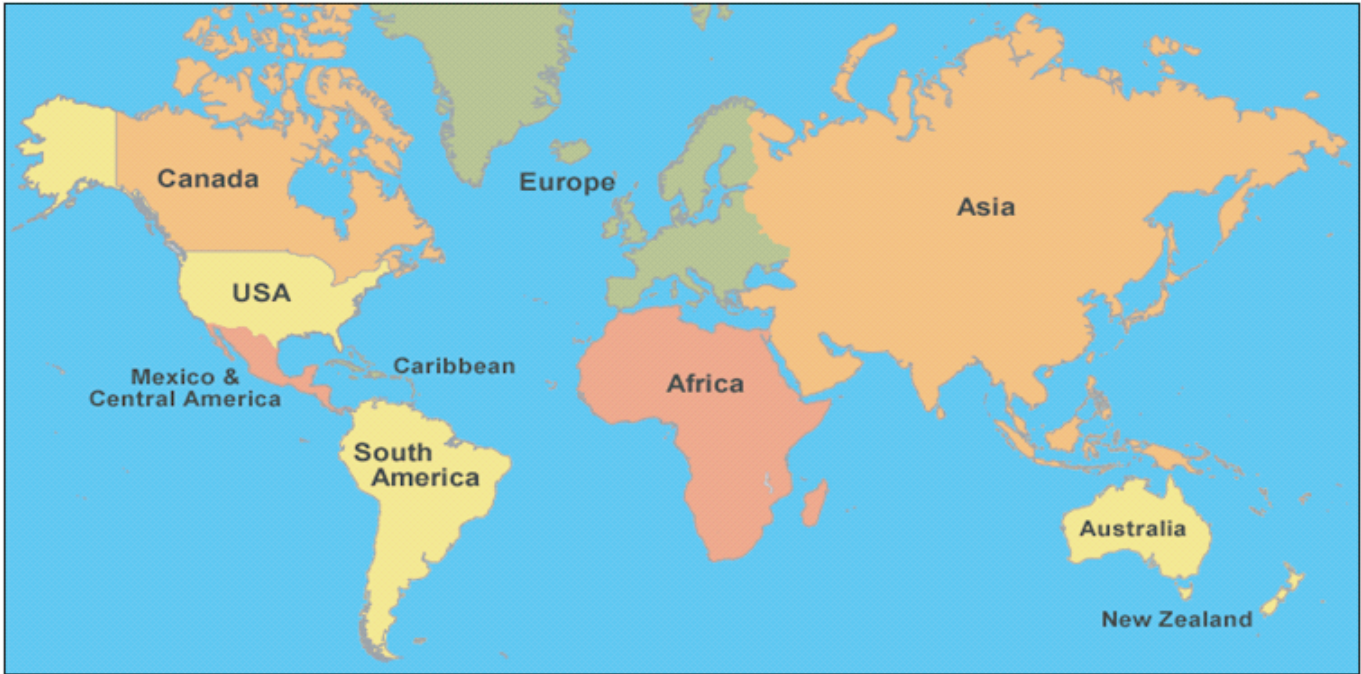 Canada
Europe
Asia
USA
Caribbean
Mexico &
Central America
Africa
South
America
Australia
New Zealand